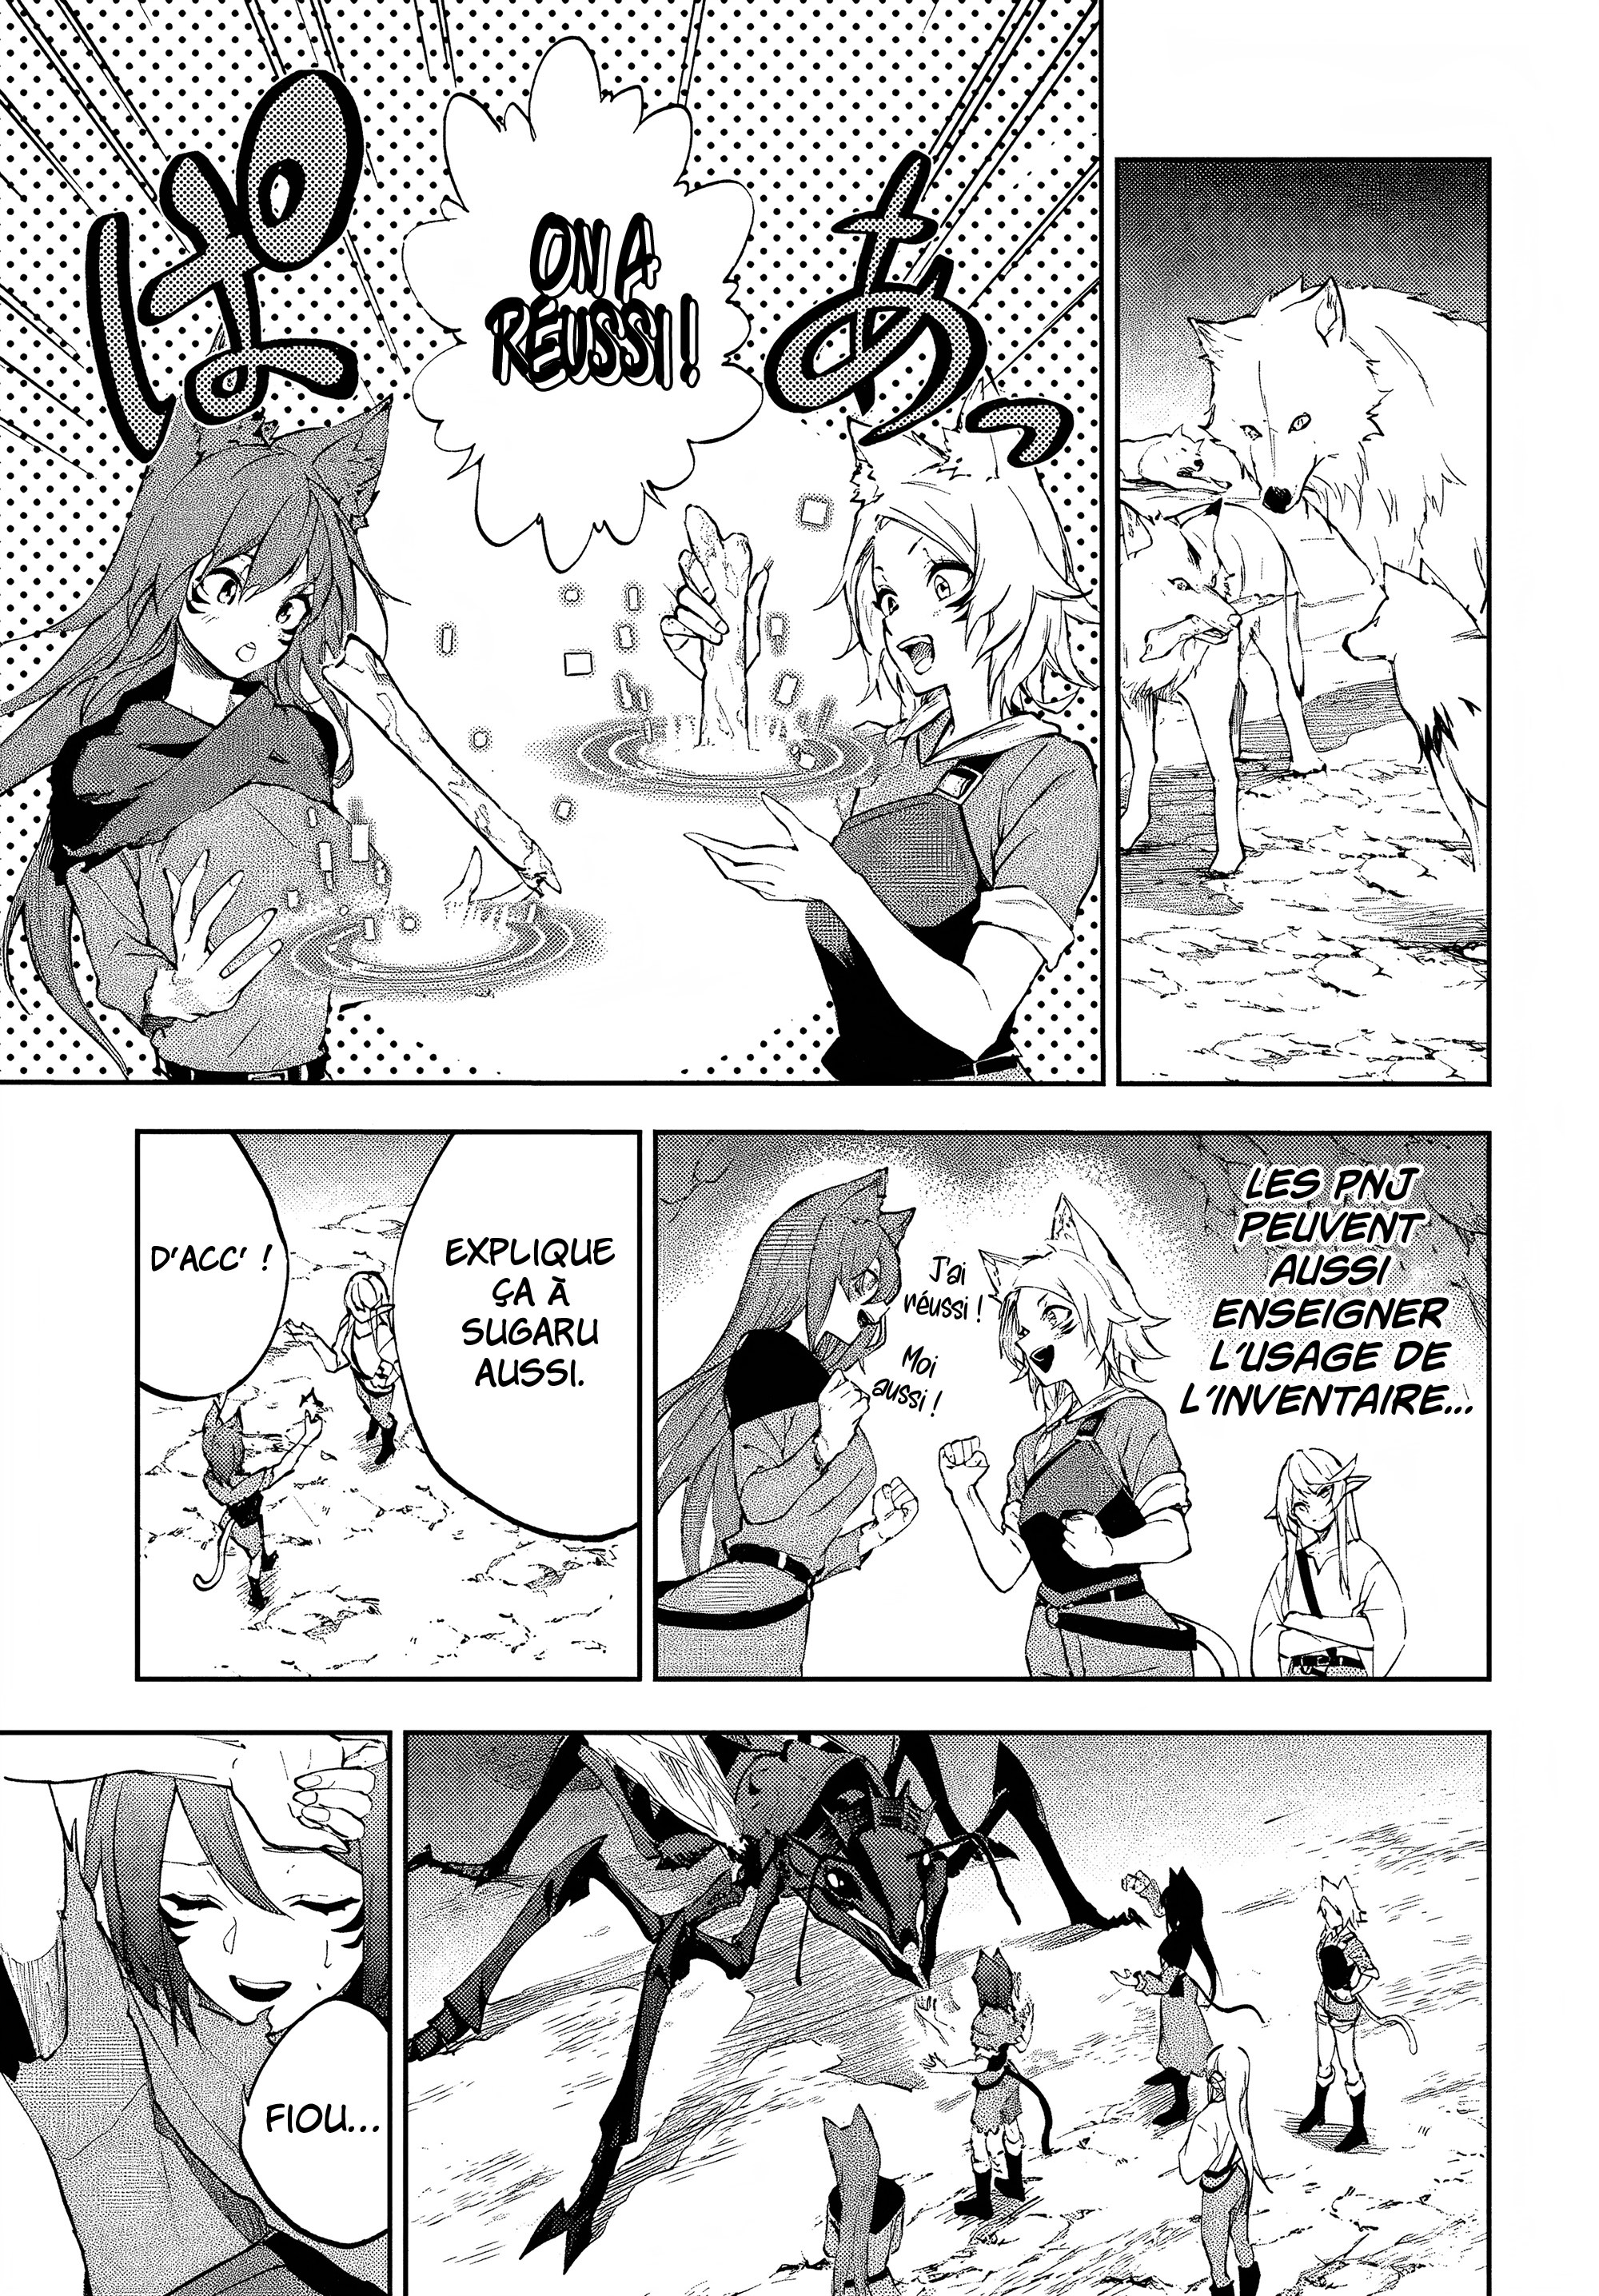 あっ
ON A
RÉUSSI !
ぱ
LES PNJ
PEUVENT
AUSSI
ENSEIGNER
L'USAGE DE
L'INVENTAIRE...
J'ai
réussi !
Moi
aussi !
EXPLIQUE
ÇA À
SUGARU
AUSSI.
D'ACC' !
FIOU...